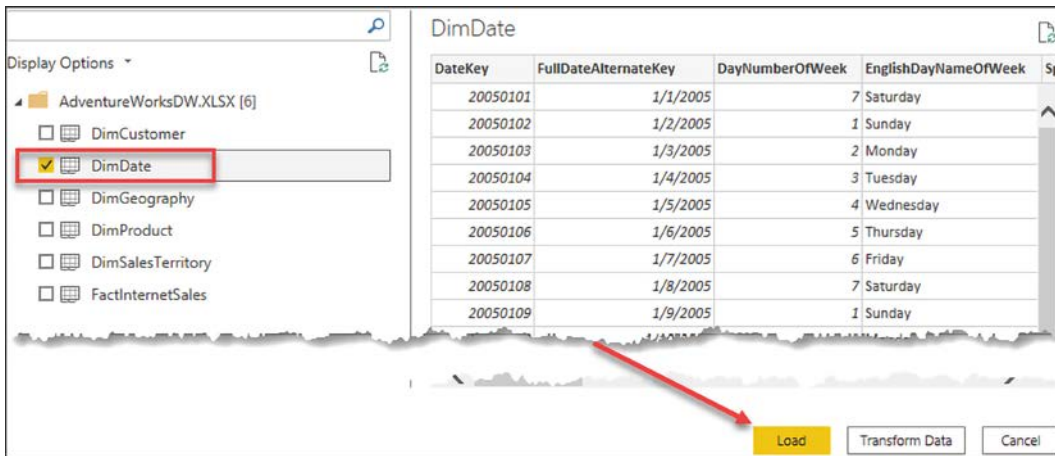 DimDate
Display Options
AdventureWorksDW.XLSX [6]
DimCustomer
DimDate
DimGeography
DimProduct
DimSalesTerritory
FactInternetSales
DateKey FullDateAlternateKey DayNumberOfWeek EnglishDayNameOfWeek
20050101 1/1/2005 7 Saturday
20050102 1/2/2005 1 Sunday
20050103 1/3/2005 2 Monday
20050104 1/4/2005 3 Tuesday
20050105 1/5/2005 4 Wednesday
20050106 1/6/2005 5 Thursday
20050107 1/7/2005 6 Friday
20050108 1/8/2005 7 Saturday
20050109 1/9/2005 1 Sunday
Load Transform Data Cancel